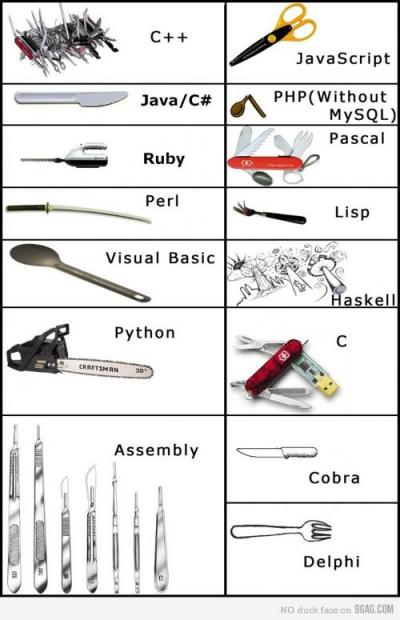 C++
JavaScript
Java/C#
PHP(Without
MySQL)
Ruby
Pascal
Perl
Lisp
Visual Basic
Haskell
Python
CRAFTSMAN 20"
C
Assembly
Cobra
Delphi
NO duck face on 9GAG.COM